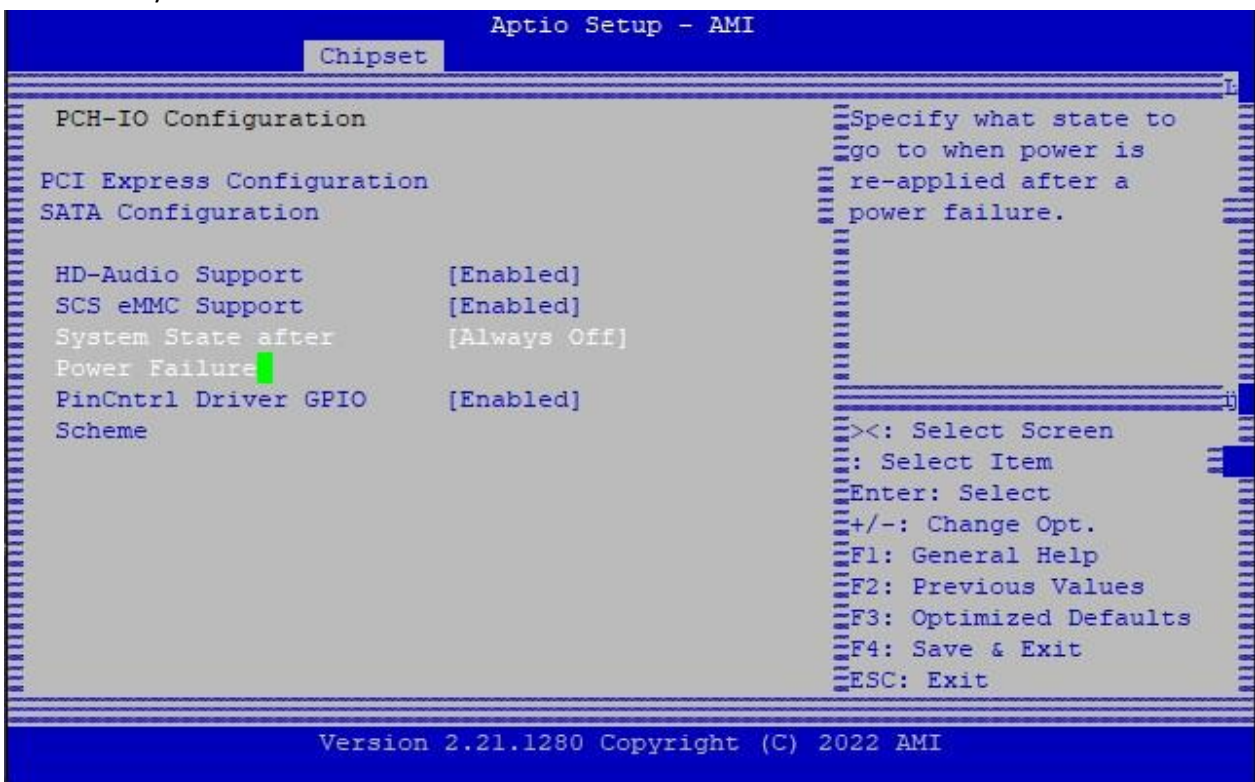 Aptio Setup – AMI
Chipset
PCH-IO Configuration
PCI Express Configuration
SATA Configuration
HD-Audio Support [Enabled]
SCS eMMC Support [Enabled]
System State after [Always Off]
Power Failure
PinCntrl Driver GPIO [Enabled]
Scheme
Specify what state to
go to when power is
re-applied after a
power failure.
><: Select Screen
: Select Item
Enter: Select
+/-: Change Opt.
F1: General Help
F2: Previous Values
F3: Optimized Defaults
F4: Save & Exit
ESC: Exit
Version 2.21.1280 Copyright (C) 2022 AMI